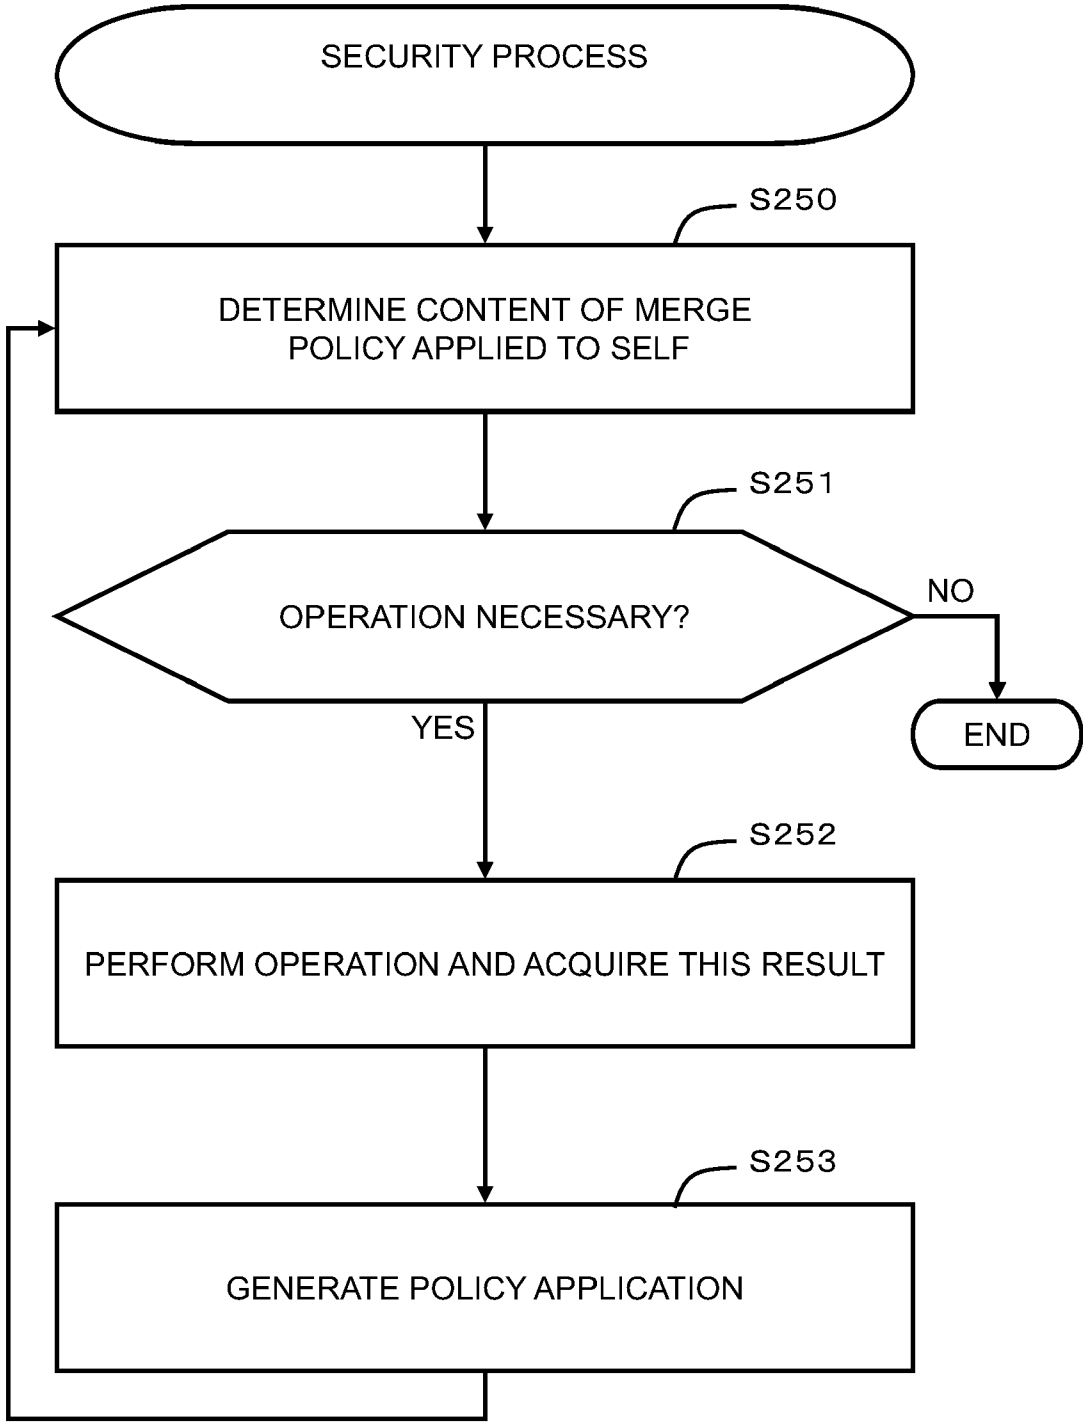 SECURITY PROCESS
S250
DETERMINE CONTENT OF MERGE
POLICY APPLIED TO SELF
S251
OPERATION NECESSARY?
NO
END
YES
S252
PERFORM OPERATION AND ACQUIRE THIS RESULT
S253
GENERATE POLICY APPLICATION